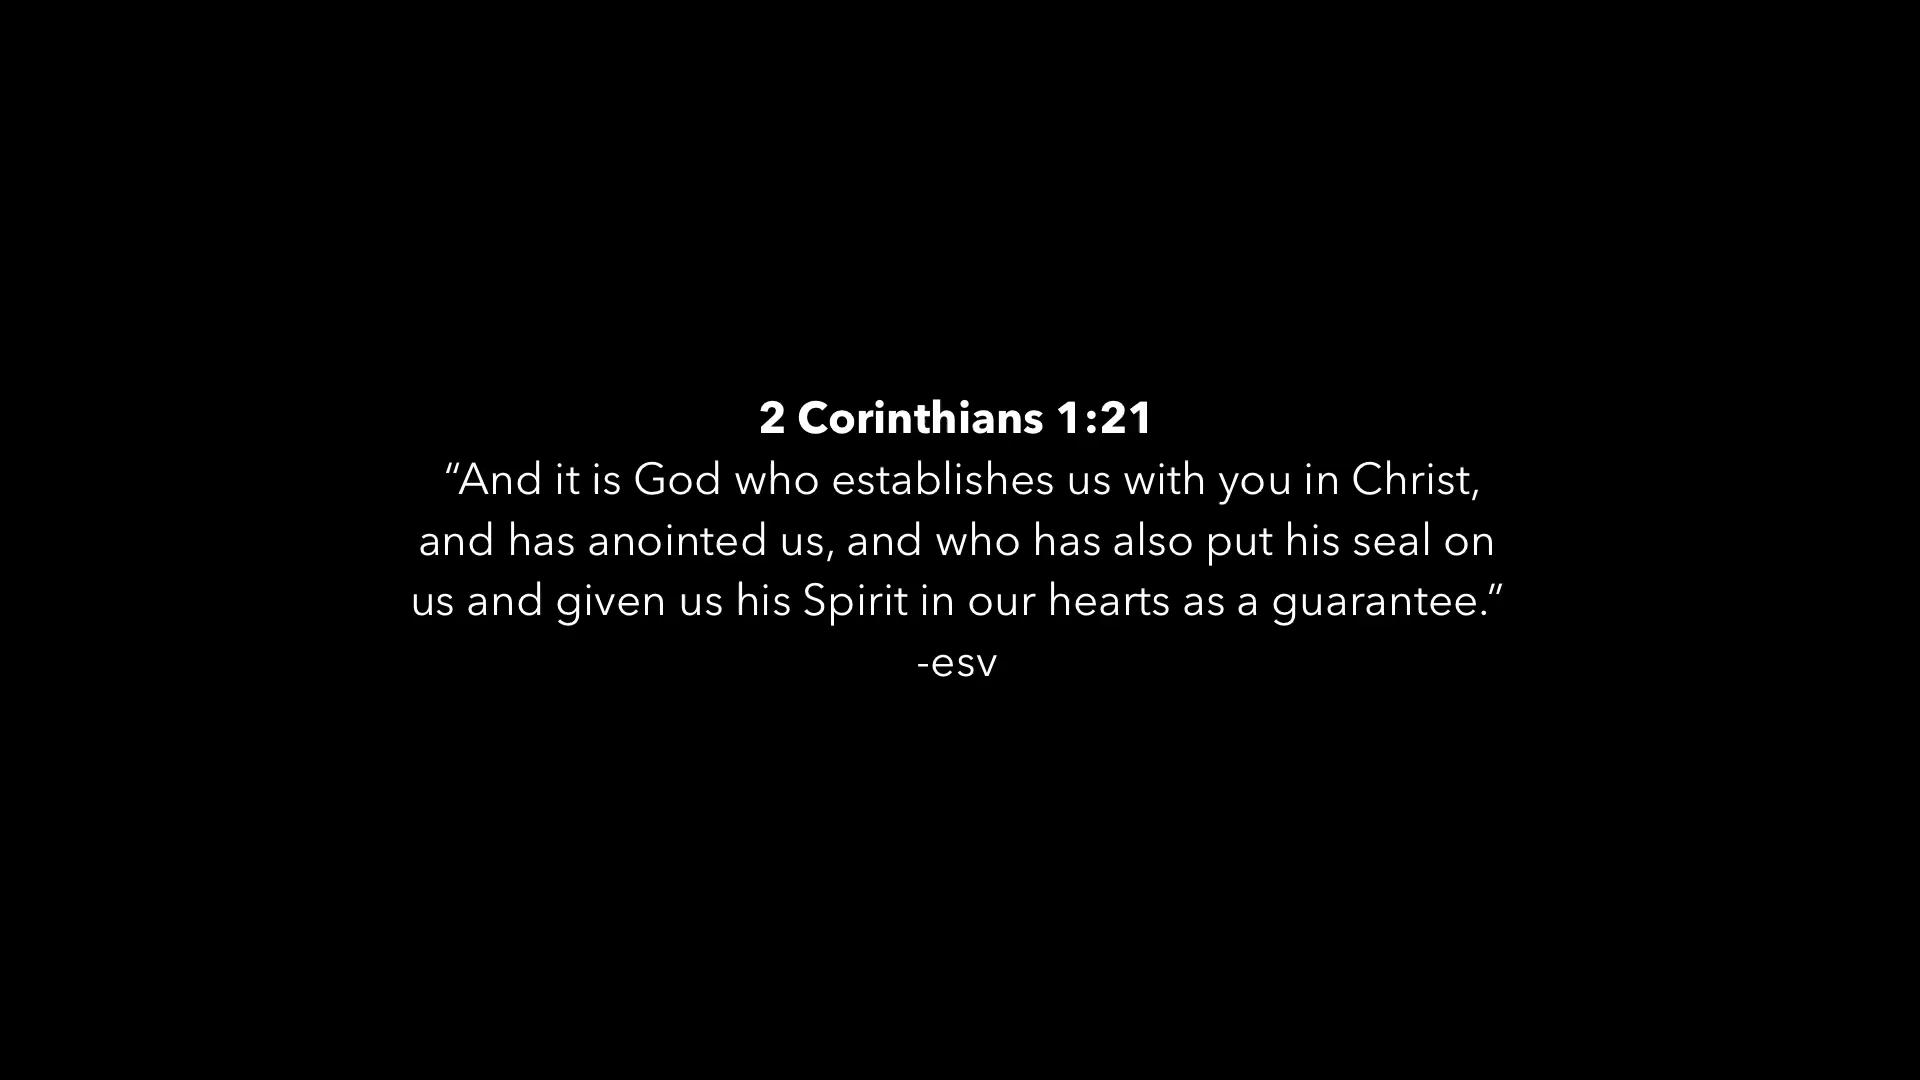 2 Corinthians 1:21
“And it is God who establishes us with you in Christ,
and has anointed us, and who has also put his seal on
us and given us his Spirit in our hearts as a guarantee.”
-esv